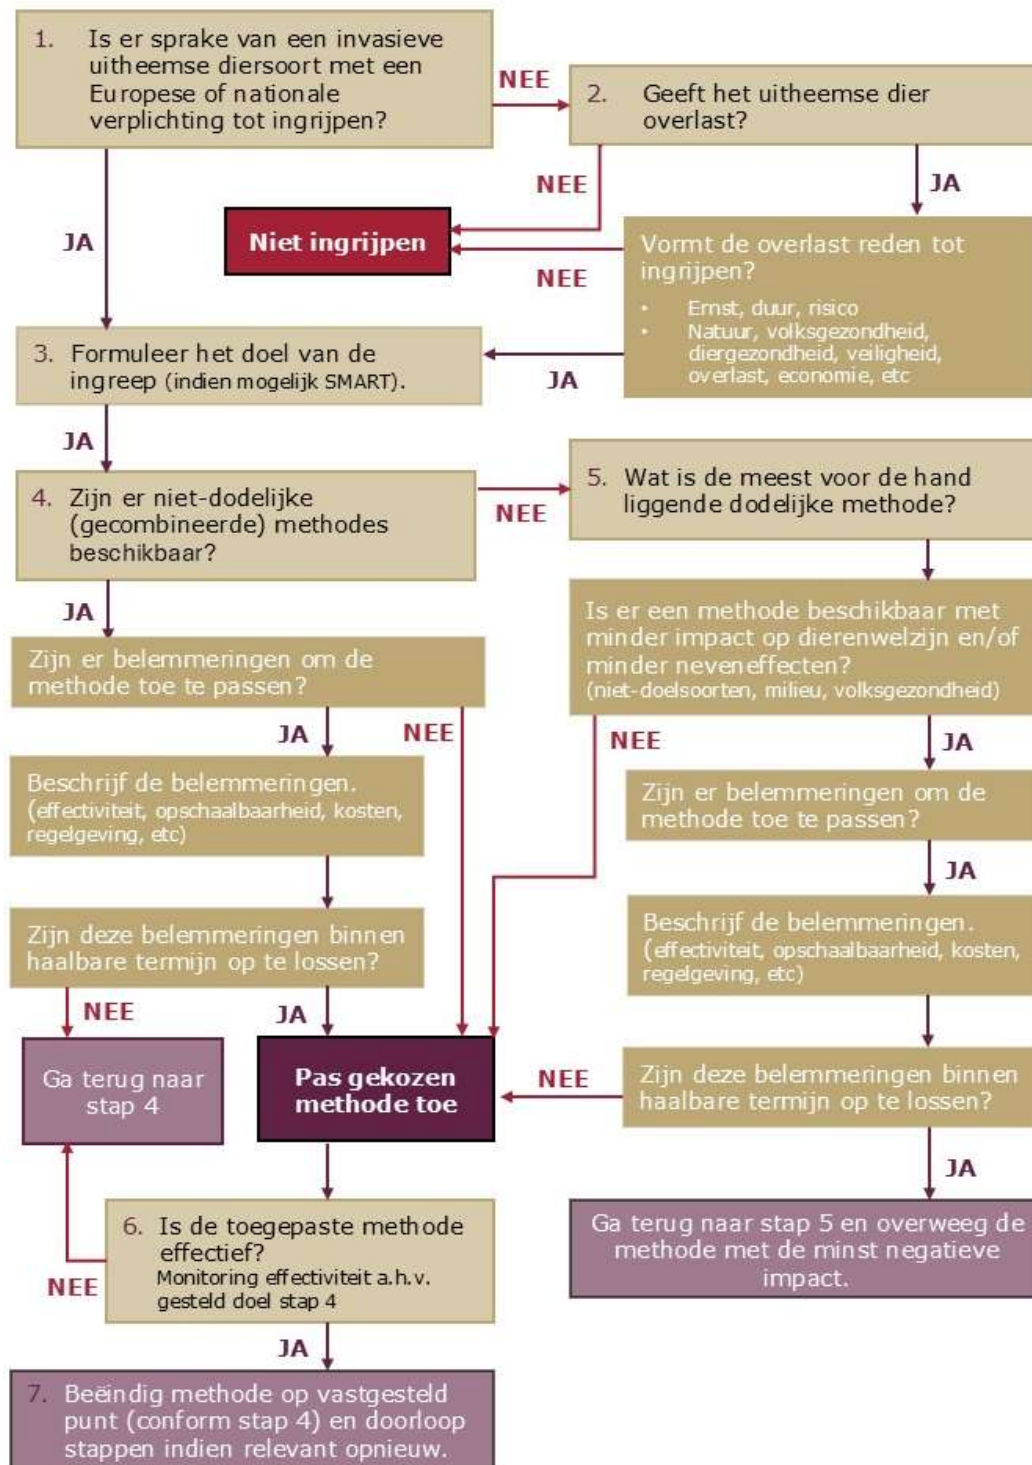 1. Is er sprake van een invasieve
uitheemse diersoort met een
Europese of nationale
verplichting tot ingrijpen?
NEE
2. Geeft het uitheemse dier
overlast?
NEE
JA
JA
Niet ingrijpen
NEE
Vormt de overlast reden tot
ingrijpen?
• Ernst, duur, risico
• Natuur, volksgezondheid,
diergezondheid, veiligheid,
overlast, economie, etc
3. Formuleer het doel van de
ingreep (indien mogelijk SMART).
JA
JA
4. Zijn er niet-dodelijke
(gecombineerde) methodes
beschikbaar?
NEE
5. Wat is de meest voor de hand
liggende dodelijke methode?
JA
Is er een methode beschikbaar met
minder impact op dierenwelzijn en/of
minder neveneffecten?
(niet-doelsoorten, milieu, volksgezondheid)
Zijn er belemmeringen om de
methode toe te passen?
JA
NEE
NEE
JA
Beschrijf de belemmeringen.
(effectiviteit, opschaalbaarheid, kosten,
regelgeving, etc)
Zijn er belemmeringen om de
methode toe te passen?
JA
Zijn deze belemmeringen binnen
haalbare termijn op te lossen?
Beschrijf de belemmeringen.
(effectiviteit, opschaalbaarheid, kosten,
regelgeving, etc)
NEE
JA
Ga terug naar
stap 4
Pas gekozen
methode toe
NEE
Zijn deze belemmeringen binnen
haalbare termijn op te lossen?
JA
6. Is de toegepaste methode
effectief?
Monitoring effectiviteit a.h.v.
gesteld doel stap 4
NEE
Ga terug naar stap 5 en overweeg de
methode met de minst negatieve
impact.
JA
7. Beëindig methode op vastgesteld
punt (conform stap 4) en doorloop
stappen indien relevant opnieuw.